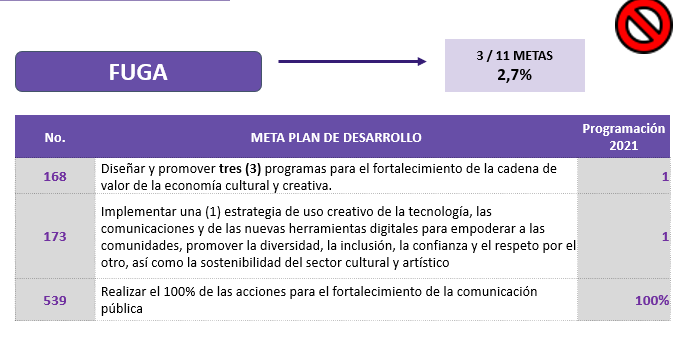 FUGA
3 / 11 METAS
2,7%
No.
META PLAN DE DESARROLLO
Programación
2021
168
Diseñar y promover tres (3) programas para el fortalecimiento de la cadena de
valor de la economía cultural y creativa.
1
173
Implementar una (1) estrategia de uso creativo de la tecnología, las
comunicaciones y de las nuevas herramientas digitales para empoderar a las
comunidades, promover la diversidad, la inclusión, la confianza y el respeto por el
otro, así como la sostenibilidad del sector cultural y artístico
1
539
Realizar el 100% de las acciones para el fortalecimiento de la comunicación
pública
100%